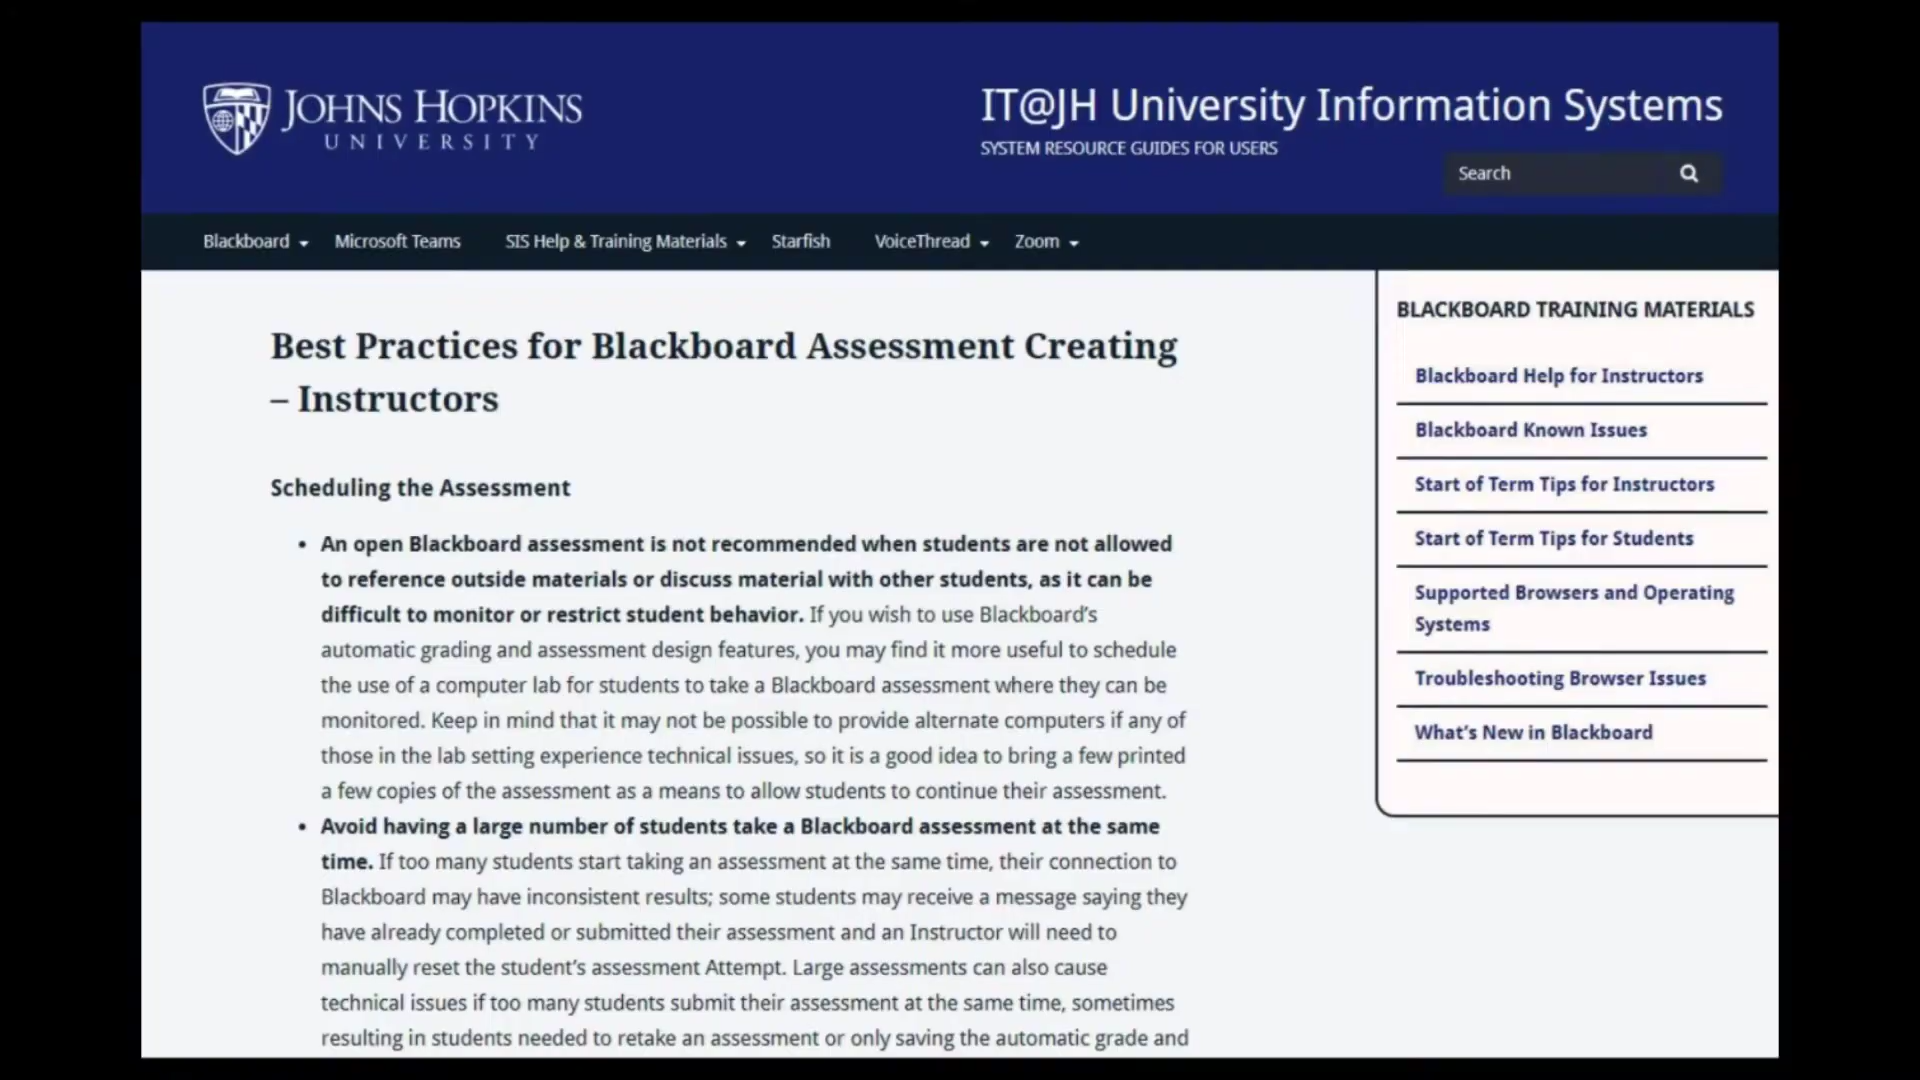 JOHNS HOPKINS
UNIVERSITY
IT@JH University Information Systems
SYSTEM RESOURCE GUIDES FOR USERS
Search
Blackboard Microsoft Teams SIS Help & Training Materials Starfish VoiceThread Zoom
Best Practices for Blackboard Assessment Creating
– Instructors
Scheduling the Assessment
• An open Blackboard assessment is not recommended when students are not allowed
to reference outside materials or discuss material with other students, as it can be
difficult to monitor or restrict student behavior. If you wish to use Blackboard's
automatic grading and assessment design features, you may find it more useful to schedule
the use of a computer lab for students to take a Blackboard assessment where they can be
monitored. Keep in mind that it may not be possible to provide alternate computers if any of
those in the lab setting experience technical issues, so it is a good idea to bring a few printed
a few copies of the assessment as a means to allow students to continue their assessment.
• Avoid having a large number of students take a Blackboard assessment at the same
time. If too many students start taking an assessment at the same time, their connection to
Blackboard may have inconsistent results; some students may receive a message saying they
have already completed or submitted their assessment and an Instructor will need to
manually reset the student's assessment Attempt. Large assessments can also cause
technical issues if too many students submit their assessment at the same time, sometimes
resulting in students needed to retake an assessment or only saving the automatic grade and
BLACKBOARD TRAINING MATERIALS
Blackboard Help for Instructors
Blackboard Known Issues
Start of Term Tips for Instructors
Start of Term Tips for Students
Supported Browsers and Operating
Systems
Troubleshooting Browser Issues
What's New in Blackboard